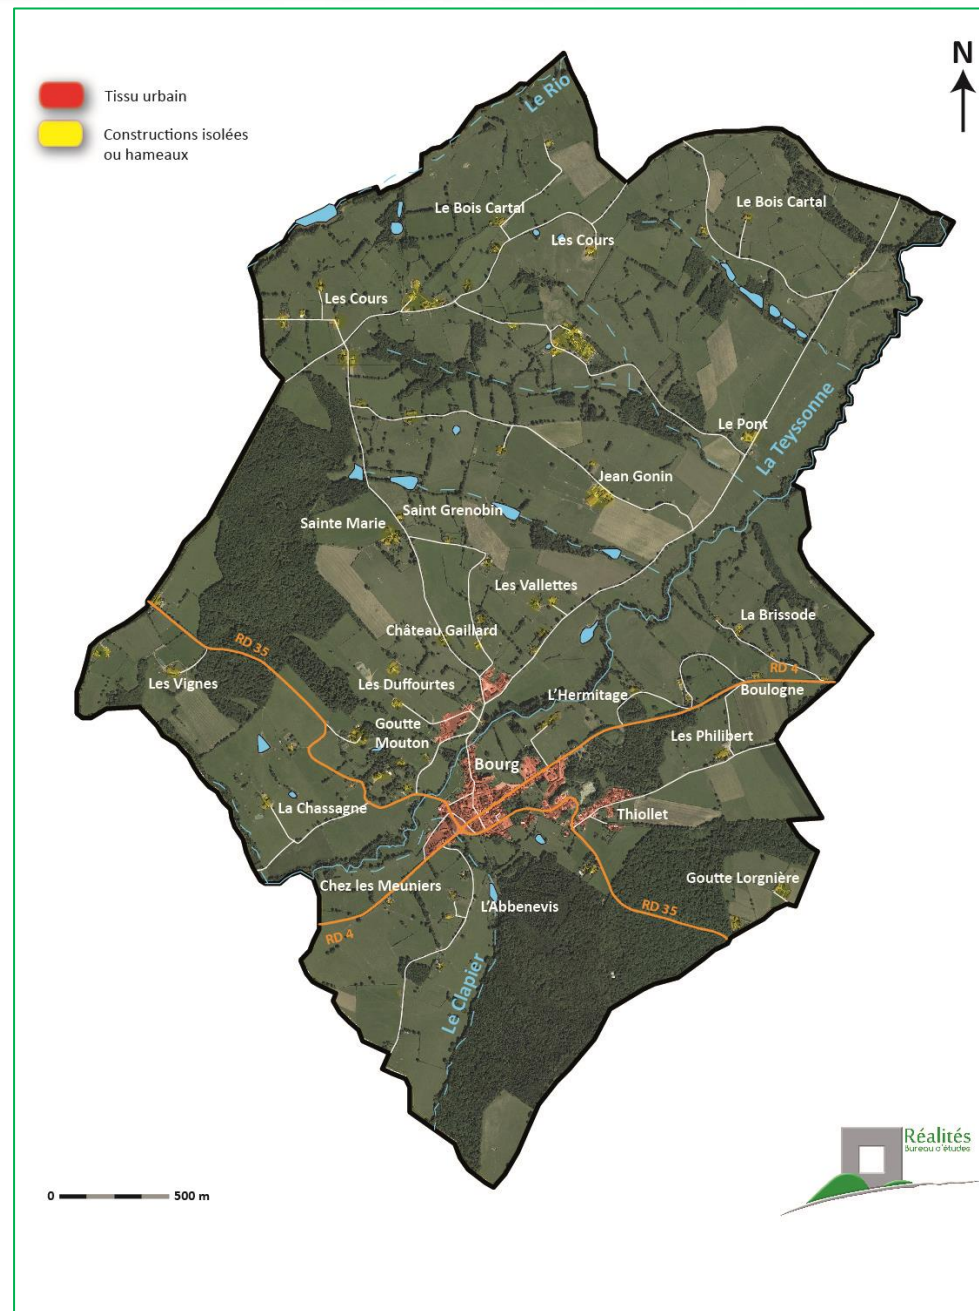 N
Tissu urbain
Constructions isolées
ou hameaux
Le Rio
Le Bois Cartal
Le Bois Cartal
Les Cours
Les Cours
La Teyssonne
Le Pont
Jean Gonin
Saint Grenobin
Sainte Marie
Les Vallettes
La Brissode
Château Gaillard
RD 35
RD 4
Les Vignes
Les Duffourtes
L'Hermitage
Boulogne
Goutte
Mouton
Les Philibert
Bourg
La Chassagne
Thiollet
Goutte Lorgnière
Chez les Meuniers
L'Abbenevis
RD 35
RD 4
Le Clapier
Réalités
Bureau d'études
0
500 m